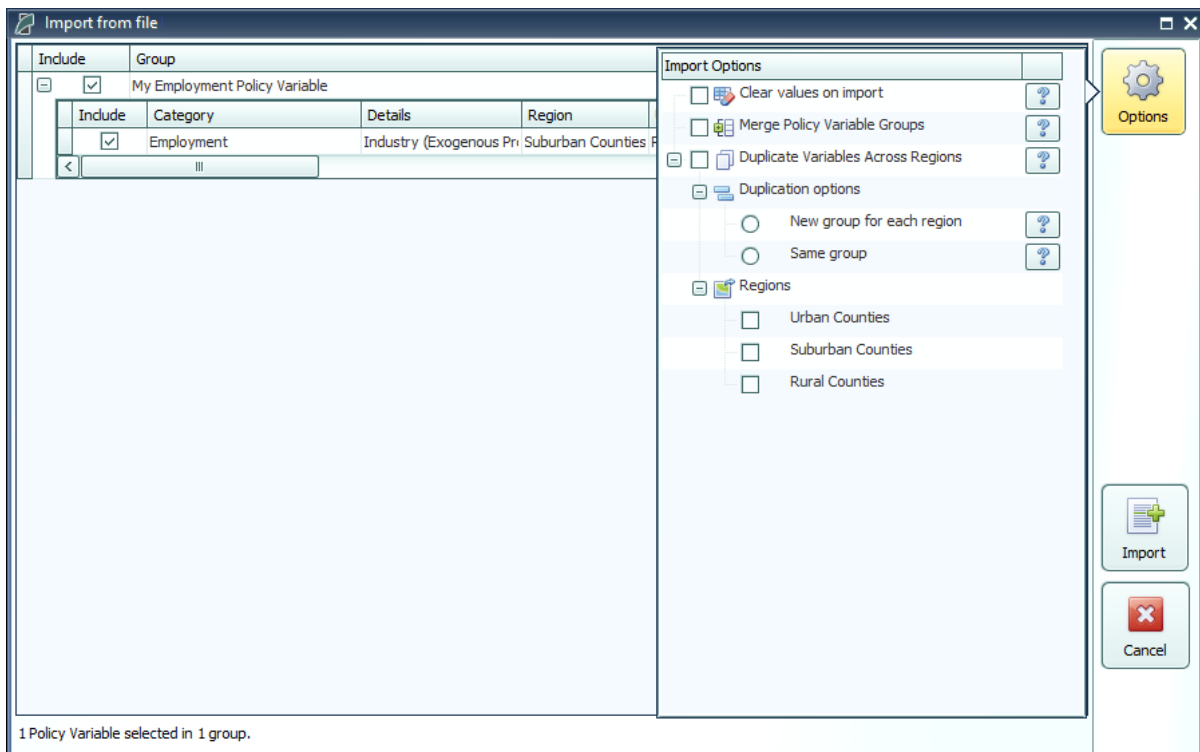 Import from file
Include Group
My Employment Policy Variable
Include Category Details Region
Employment Industry (Exogenous Pr Suburban Counties
Import Options
Clear values on import
Merge Policy Variable Groups
Duplicate Variables Across Regions
Duplication options
New group for each region
Same group
Regions
Urban Counties
Suburban Counties
Rural Counties
Options
Import
Cancel
1 Policy Variable selected in 1 group.